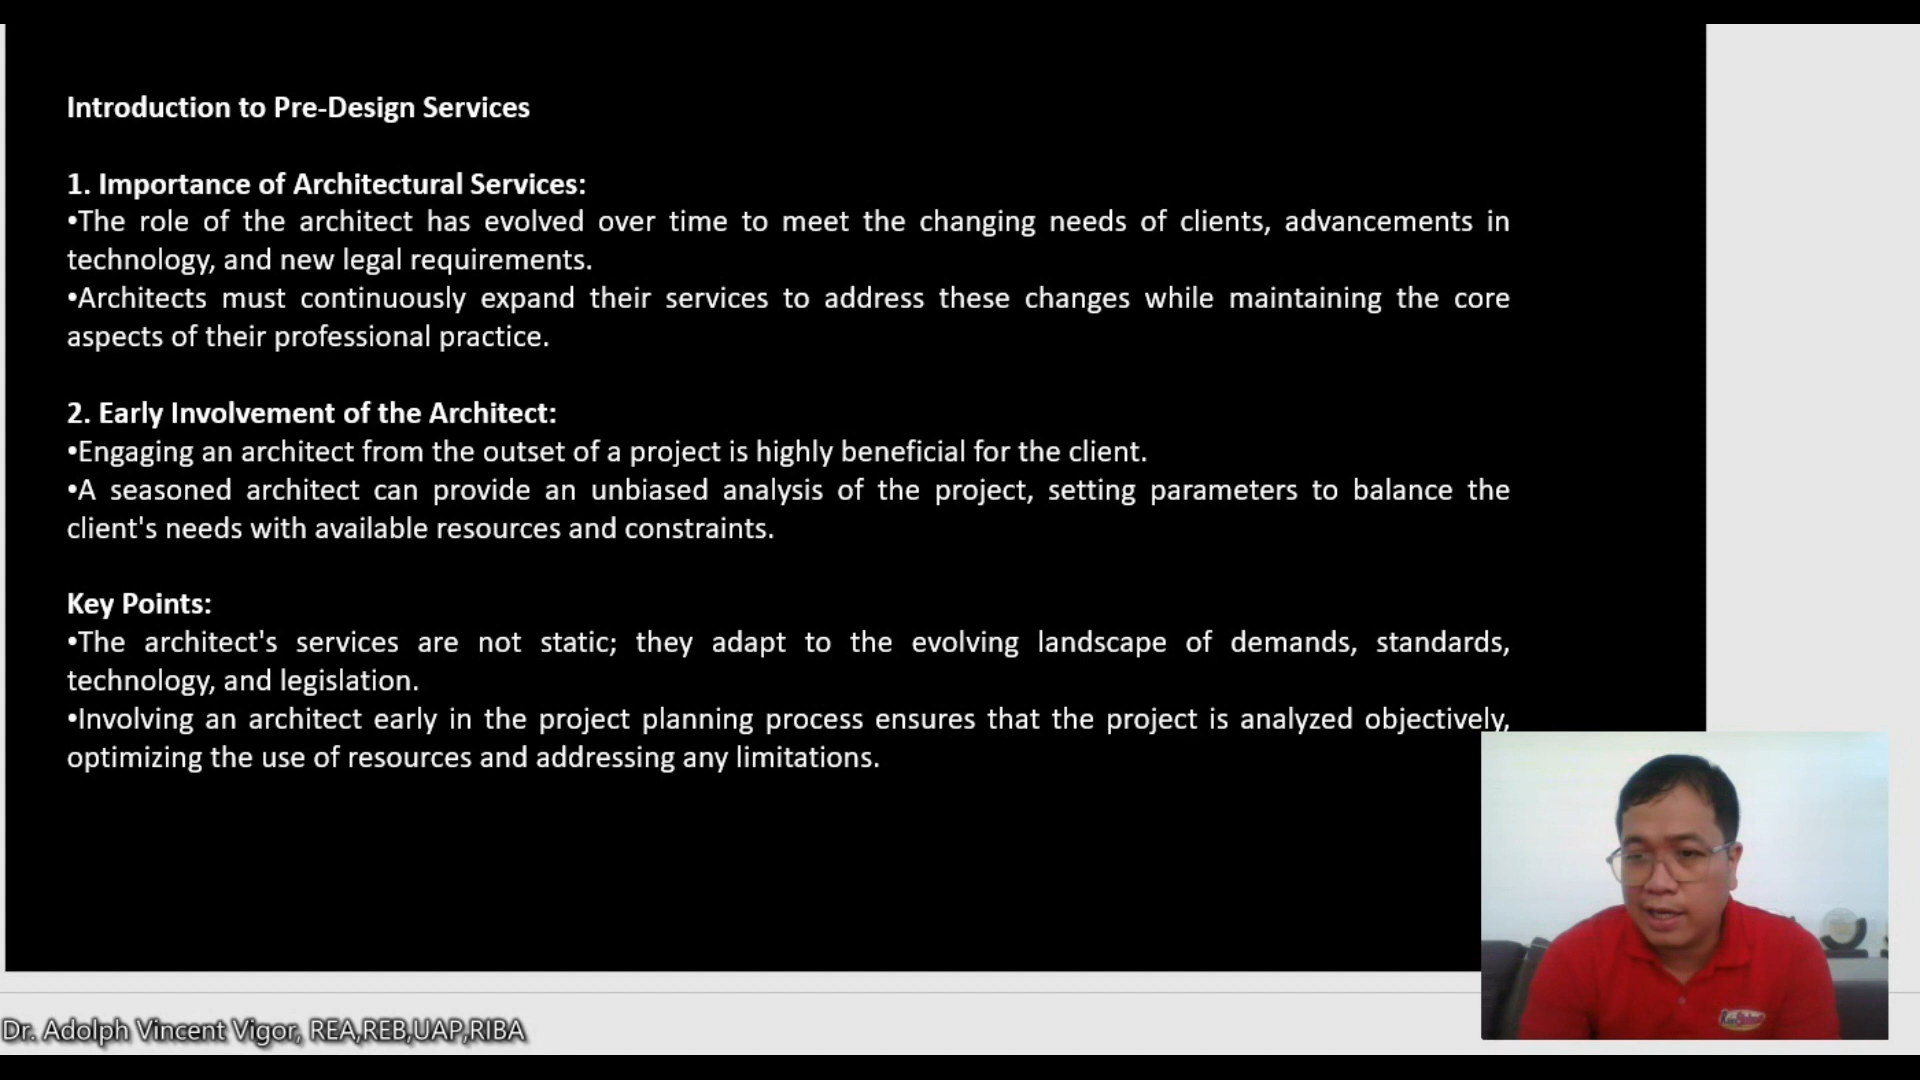 Introduction to Pre-Design Services
1. Importance of Architectural Services:
•The role of the architect has evolved over time to meet the changing needs of clients, advancements in
technology, and new legal requirements.
•Architects must continuously expand their services to address these changes while maintaining the core
aspects of their professional practice.
2. Early Involvement of the Architect:
•Engaging an architect from the outset of a project is highly beneficial for the client.
•A seasoned architect can provide an unbiased analysis of the project, setting parameters to balance the
client's needs with available resources and constraints.
Key Points:
•The architect's services are not static; they adapt to the evolving landscape of demands, standards,
technology, and legislation.
•Involving an architect early in the project planning process ensures that the project is analyzed objectively,
optimizing the use of resources and addressing any limitations.
Dr. Adolph Vincent Vigor, REA,REB,UAP,RIBA